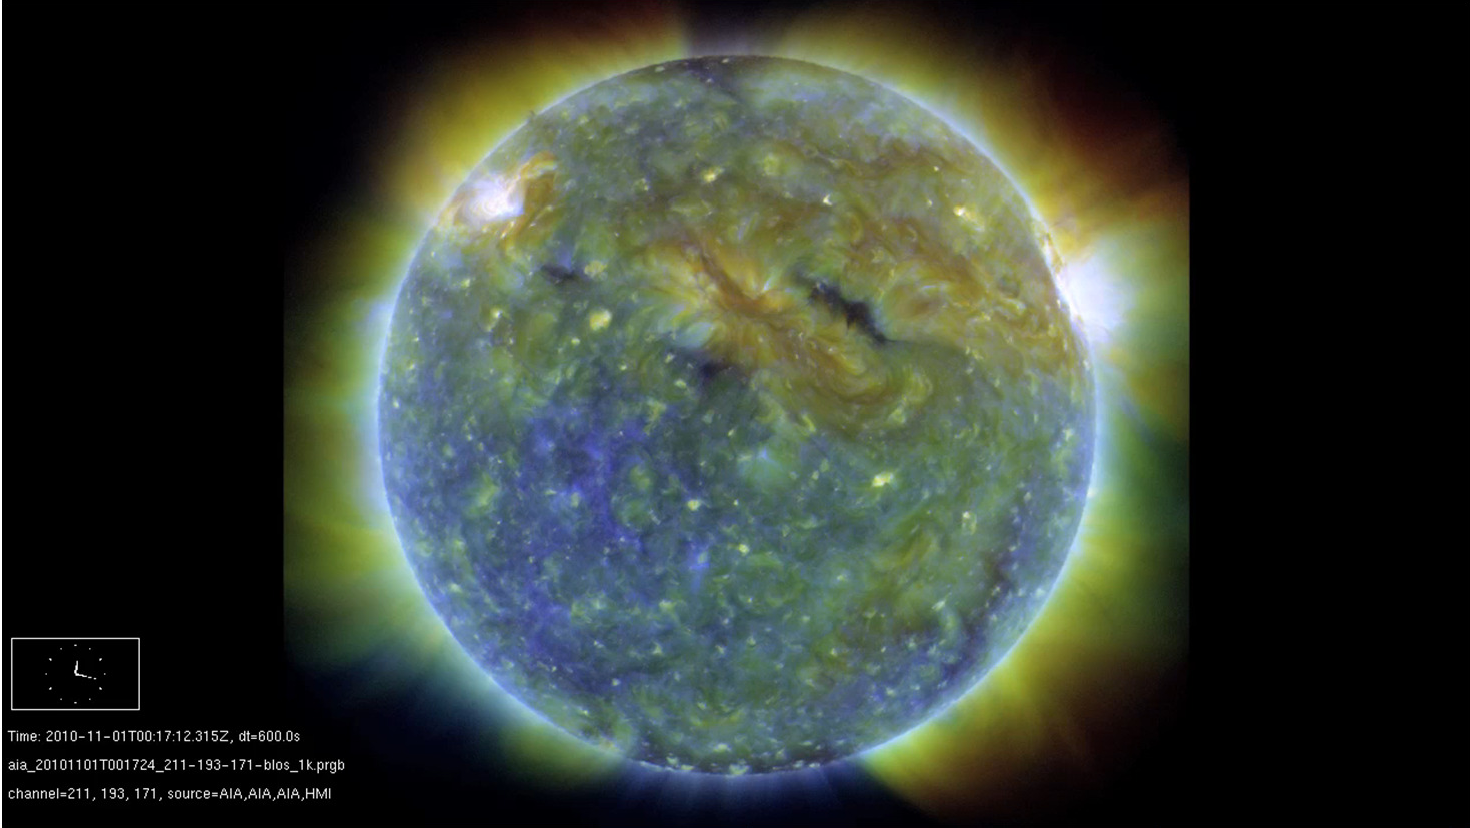 Time: 2010-11-01T00:17:12.315Z, dt=600.0s
aia_20101101T001724_211-193-171-blos_1k.prgb
channel=211, 193, 171, source=AIA,AIA,AIA,HMI